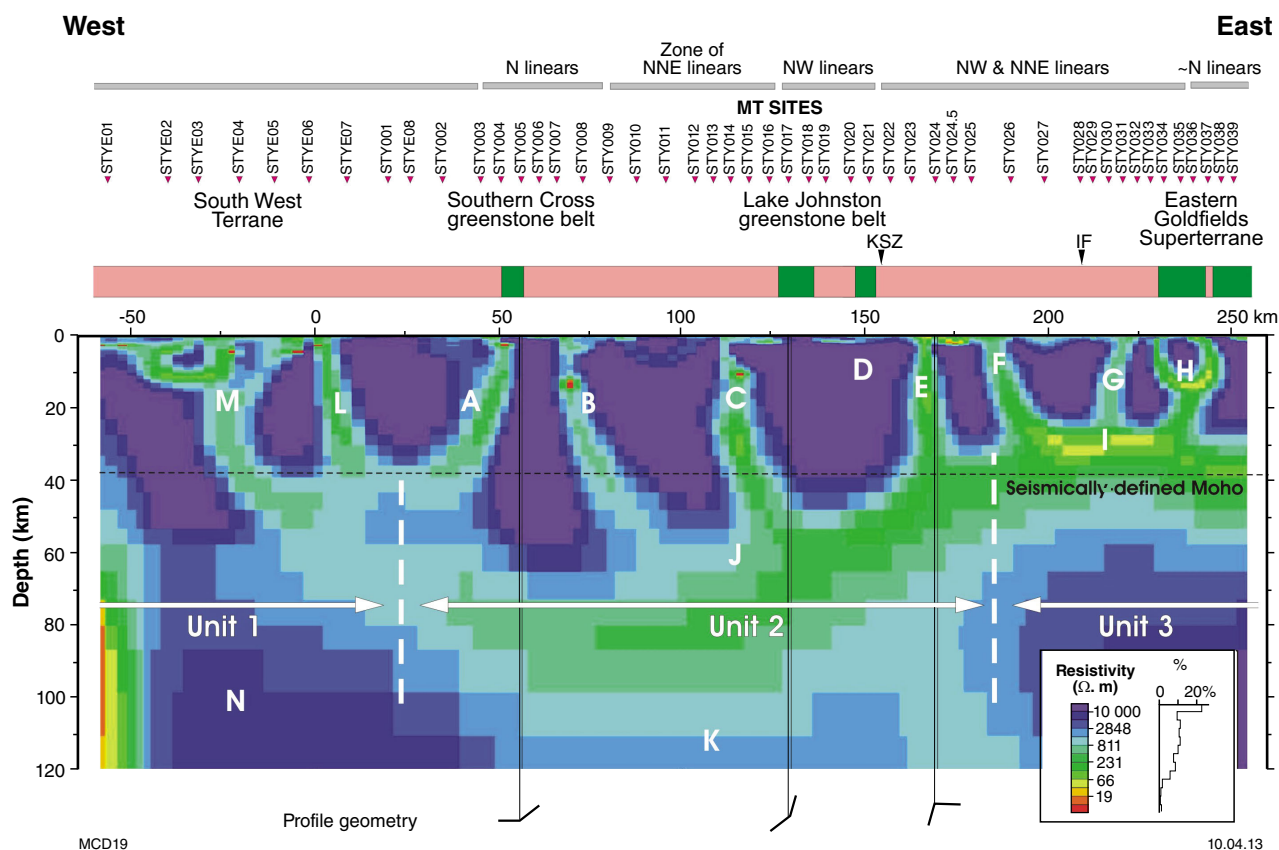 West
East
N linears
Zone of
NNE linears
NW linears
NW & NNE linears
~N linears
MT SITES
STYE01
STYE02
STYE03
STYE04
STYE05
STYE06
STYE07
STY001
STYE08
STY002
STY003
STY004
STY005
STY006
STY007
STY008
STY009
STY010
STY011
STY012
STY013
STY014
STY015
STY016
STY017
STY018
STY019
STY020
STY021
STY022
STY023
STY024
STY024.5
STY025
STY026
STY027
STY028
STY029
STY030
STY031
STY032
STY033
STY034
STY035
STY036
STY037
STY038
STY039
South West
Terrane
Southern Cross
greenstone belt
Lake Johnston
greenstone belt
Eastern
Goldfields
Superterrane
KSZ
IF
-50 0 50 100 150 200 250 km
0
20
40
60
80
100
120
Depth (km)
M
L
A
B
C
D
E
F
G
H
I
Seismically-defined Moho
J
Unit 1
Unit 2
Unit 3
N
K
Resistivity
(Ω. m)
10 000
2848
811
231
66
19
%
0 20%
Profile geometry
MCD19
10.04.13